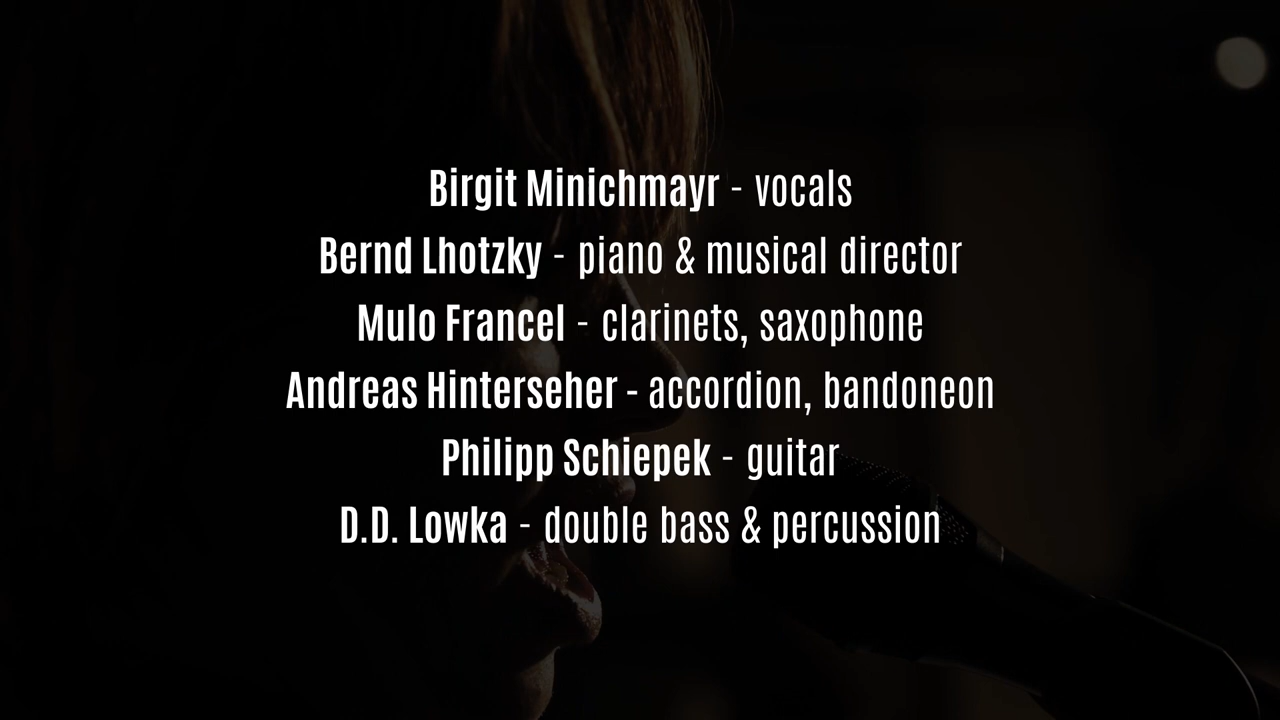 Birgit Minichmayr - vocals
Bernd Lhotzky - piano & musical director
Mulo Francel - clarinets, saxophone
Andreas Hinterseher - accordion, bandoneon
Philipp Schiepek - guitar
D.D. Lowka - double bass & percussion